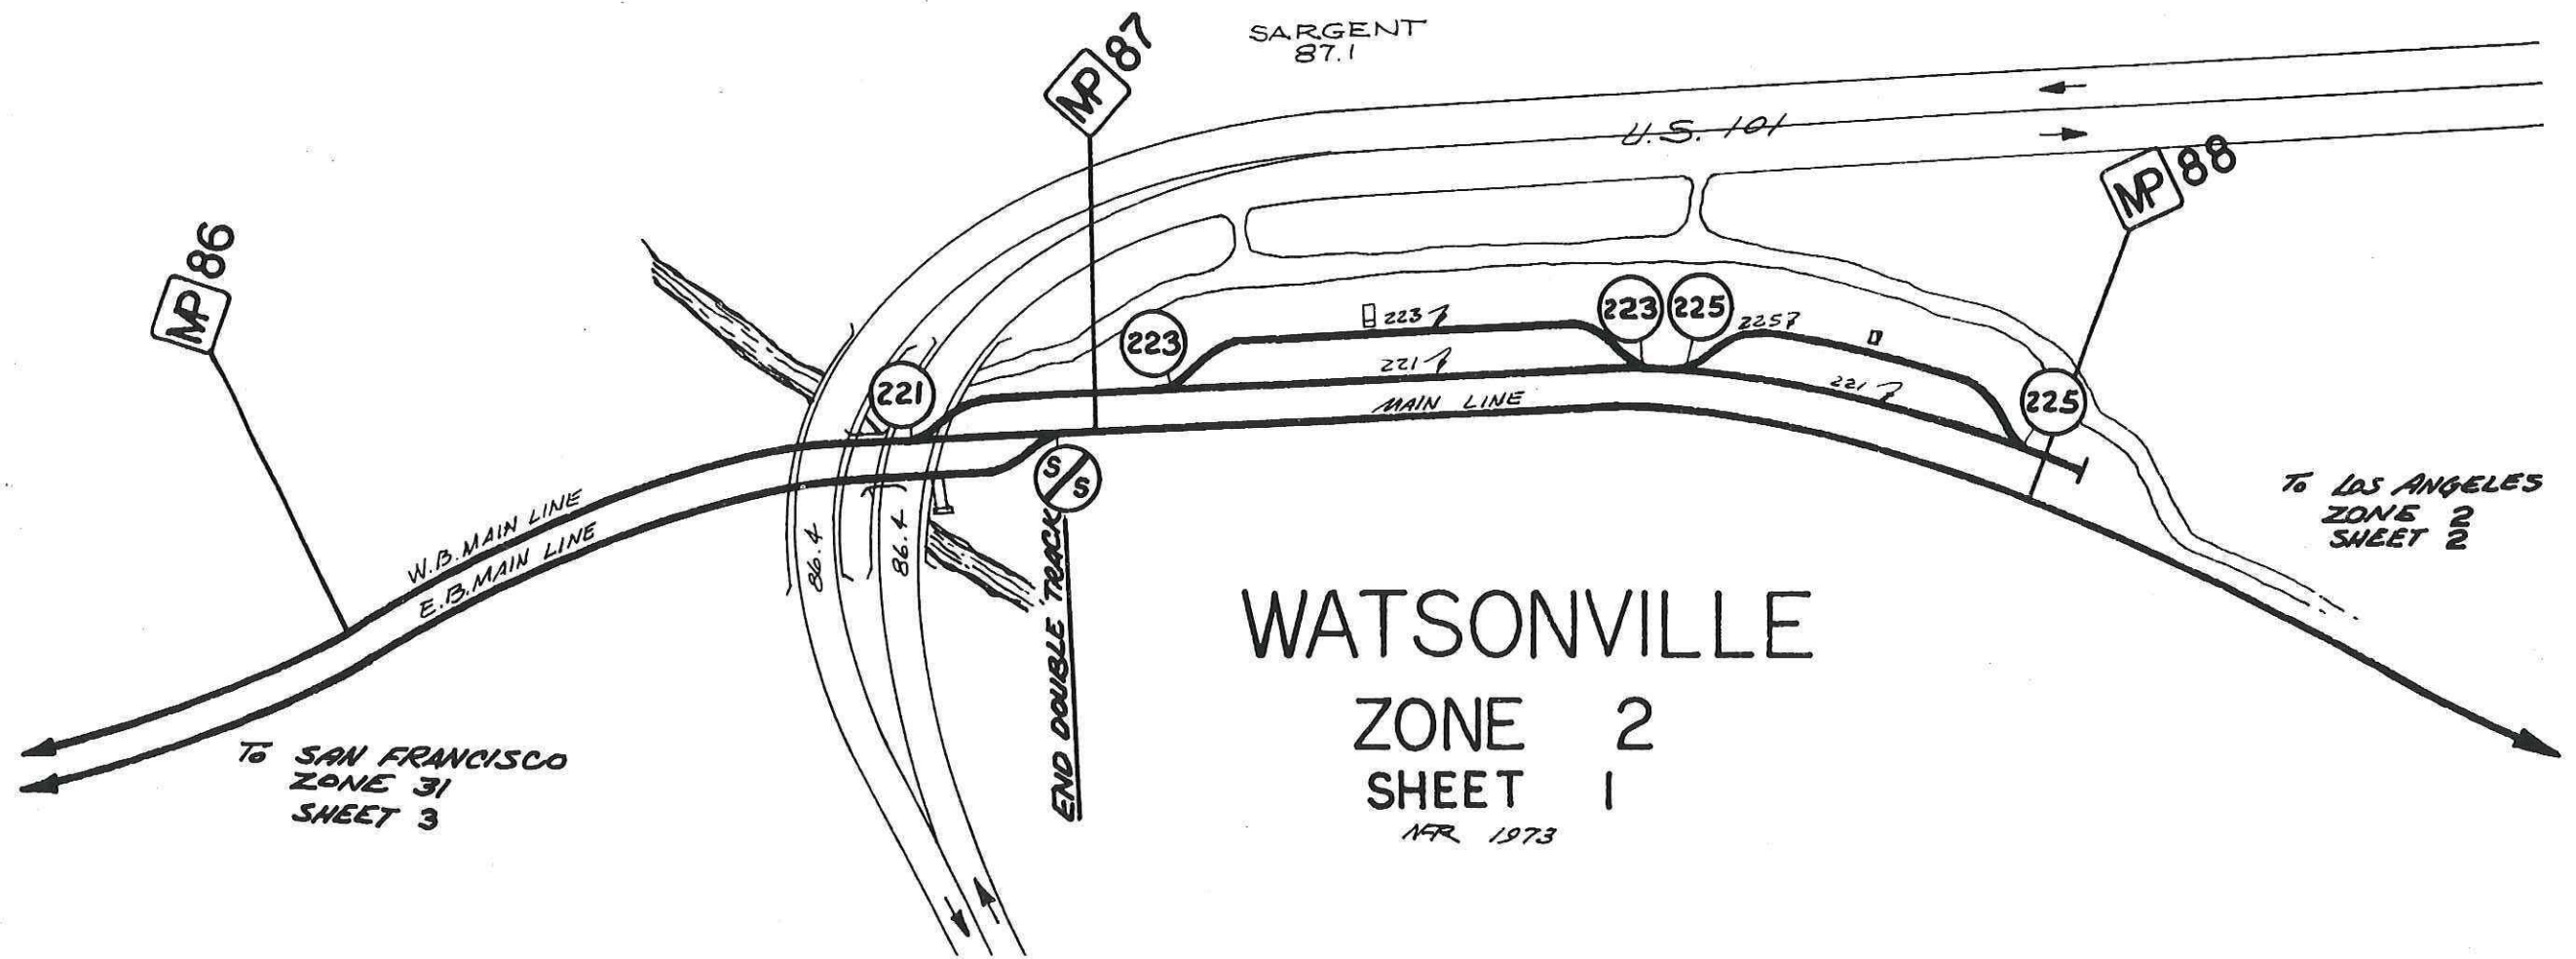 SARGENT
87.1
MP 87
U.S. 101
MP 88
MP 86
223
223
225
223
2257
221
221
MAIN LINE
221
225
S/S
W.B. MAIN LINE
E.B. MAIN LINE
86.4
86.4
END DOUBLE TRACK
To LOS ANGELES
ZONE 2
SHEET 2
To SAN FRANCISCO
ZONE 31
SHEET 3
WATSONVILLE
ZONE 2
SHEET 1
NFR 1973